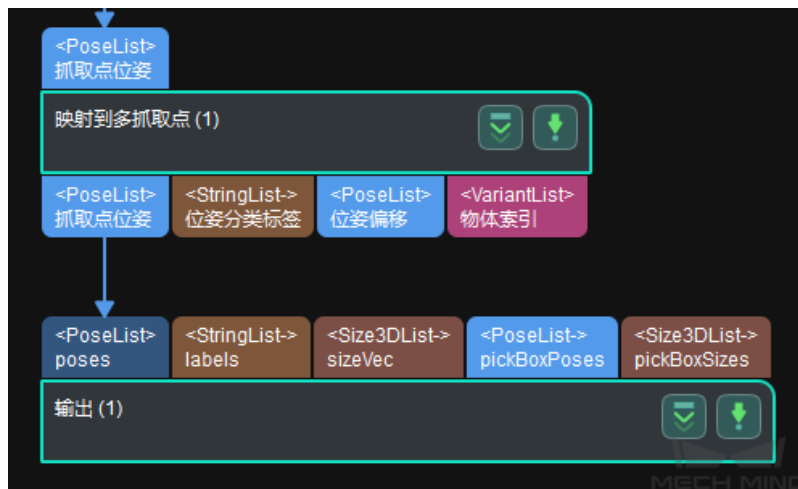 <PoseList>
抓取点位姿
映射到多抓取点 (1)
<PoseList> <StringList-> <PoseList> <VariantList>
抓取点位姿 位姿分类标签 位姿偏移 物体索引
<PoseList> <StringList-> <Size3DList-> <PoseList-> <Size3DList->
poses labels sizeVec pickBoxPoses pickBoxSizes
输出 (1)
MECH MIND